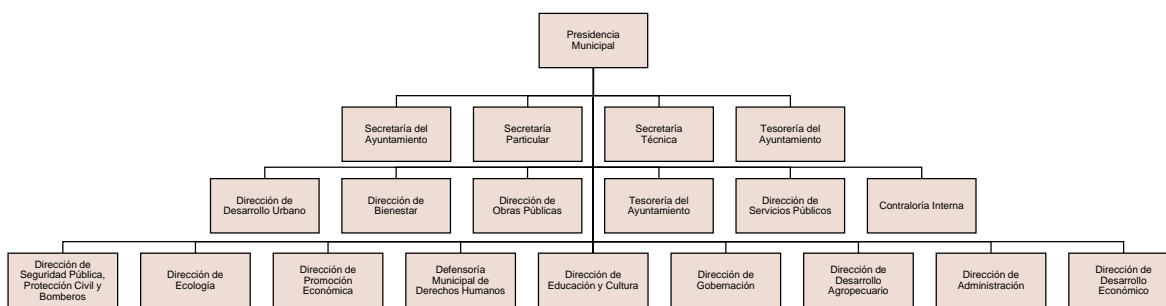 Presidencia
Municipal
Secretaría del
Ayuntamiento
Secretaría
Particular
Secretaría
Técnica
Tesorería del
Ayuntamiento
Dirección de
Desarrollo Urbano
Dirección de
Bienestar
Dirección de
Obras Públicas
Tesorería del
Ayuntamiento
Dirección de
Servicios Públicos
Contraloría Interna
Dirección de
Seguridad Pública,
Protección Civil y
Bomberos
Dirección de
Ecología
Dirección de
Promoción
Económica
Defensoría
Municipal de
Derechos Humanos
Dirección de
Educación y Cultura
Dirección de
Gobernación
Dirección de
Desarrollo
Agropecuario
Dirección de
Administración
Dirección de
Desarrollo
Económico